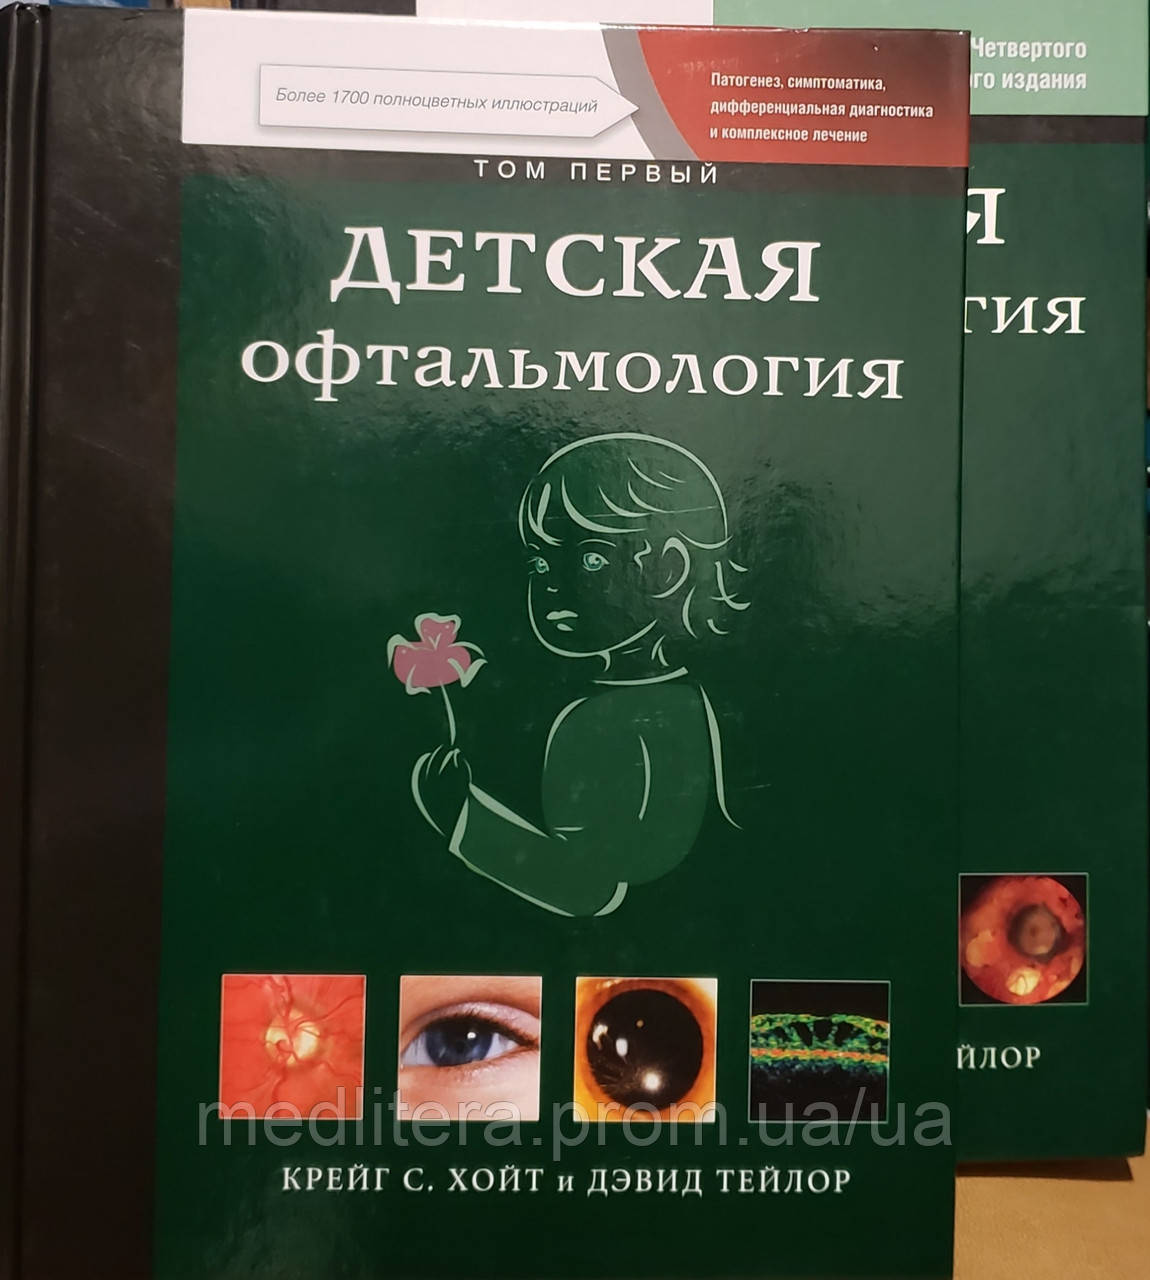 Более 1700 полноцветных иллюстраций
Патогенез, симптоматика,
дифференциальная диагностика
и комплексное лечение
ТОМ ПЕРВЫЙ
ДЕТСКАЯ
офтальмология
КРЕЙГ С. ХОЙТ и ДЭВИД ТЕЙЛОР
Четвертого
го издания
Я
гия
ЙЛОР
medlitera.prom.ua/ua